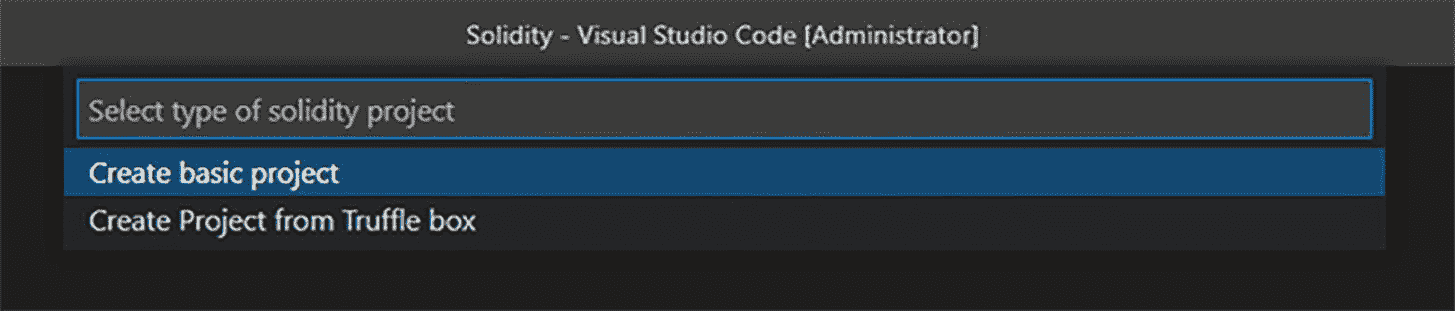 Solidity - Visual Studio Code [Administrator]
Select type of solidity project
Create basic project
Create Project from Truffle box